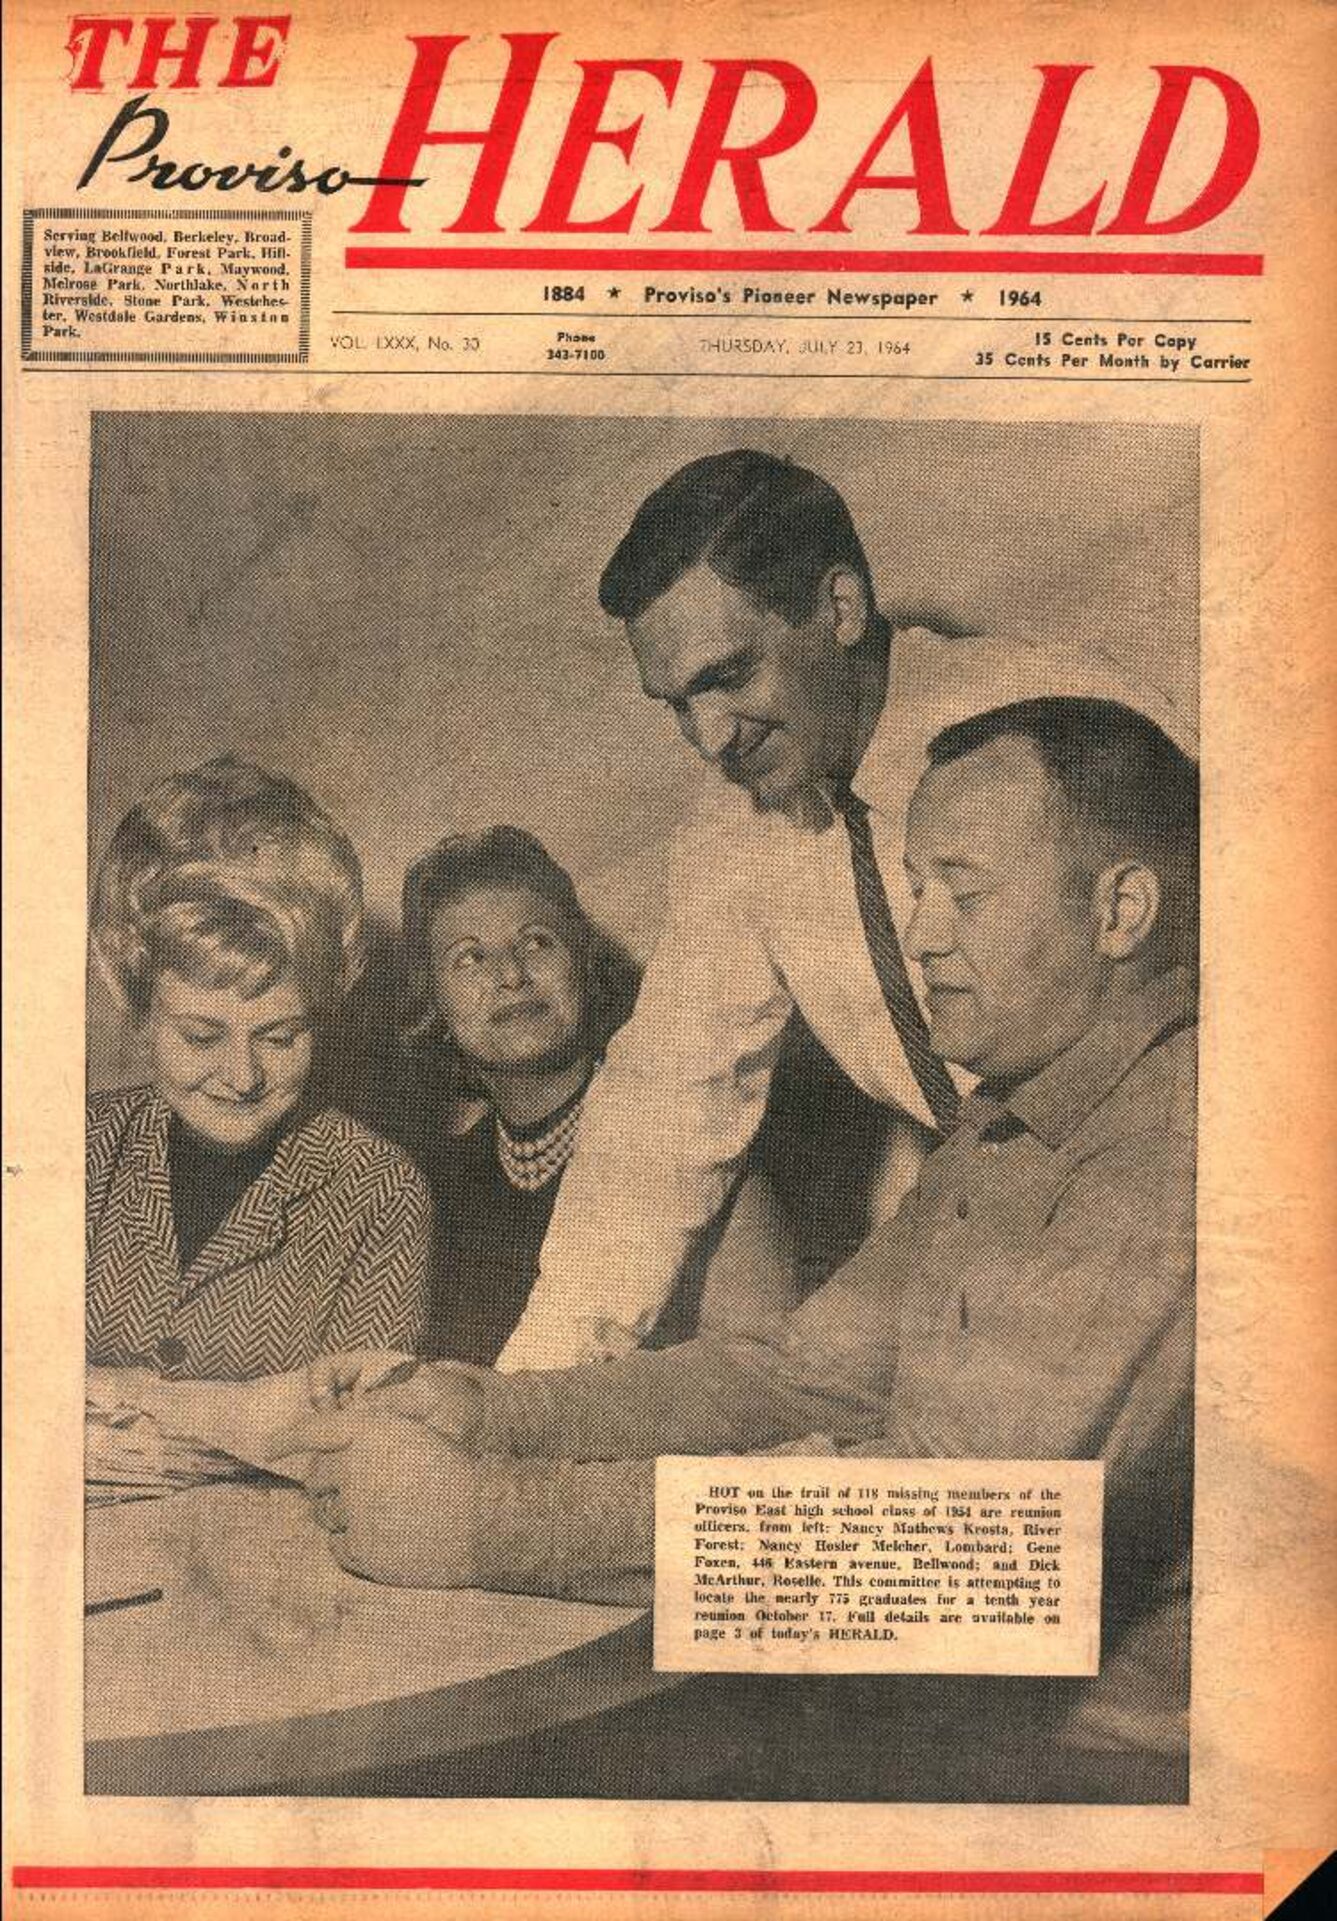 THE
Proviso HERALD
Serving Bellwood, Berkeley, Broad-
view, Brookfield, Forest Park, Hill-
side, LaGrange Park, Maywood,
Melrose Park, Northlake, North
Riverside, Stone Park, Westches-
ter, Westdale Gardens, Winston
Park.
1884 ★ Proviso's Pioneer Newspaper ★ 1964
VOL. LXXX, No. 30
Phone
343-7100
THURSDAY, JULY 23, 1964
15 Cents Per Copy
35 Cents Per Month by Carrier
HOT on the trail of 118 missing members of the
Proviso East high school class of 1954 are reunion
officers, from left: Nancy Mathews Krosta, River
Forest; Nancy Hosler Melcher, Lombard; Gene
Foxen, 446 Eastern avenue, Bellwood; and Dick
McArthur, Roselle. This committee is attempting to
locate the nearly 775 graduates for a tenth year
reunion October 17. Full details are available on
page 3 of today's HERALD.